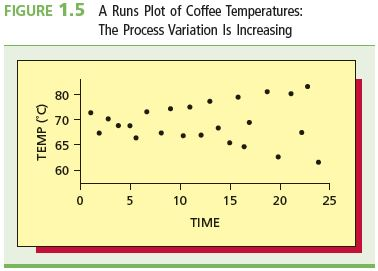 FIGURE 1.5 A Runs Plot of Coffee Temperatures:
The Process Variation Is Increasing
TEMP (°C)
80
70
65
60
0 5 10 15 20 25
TIME